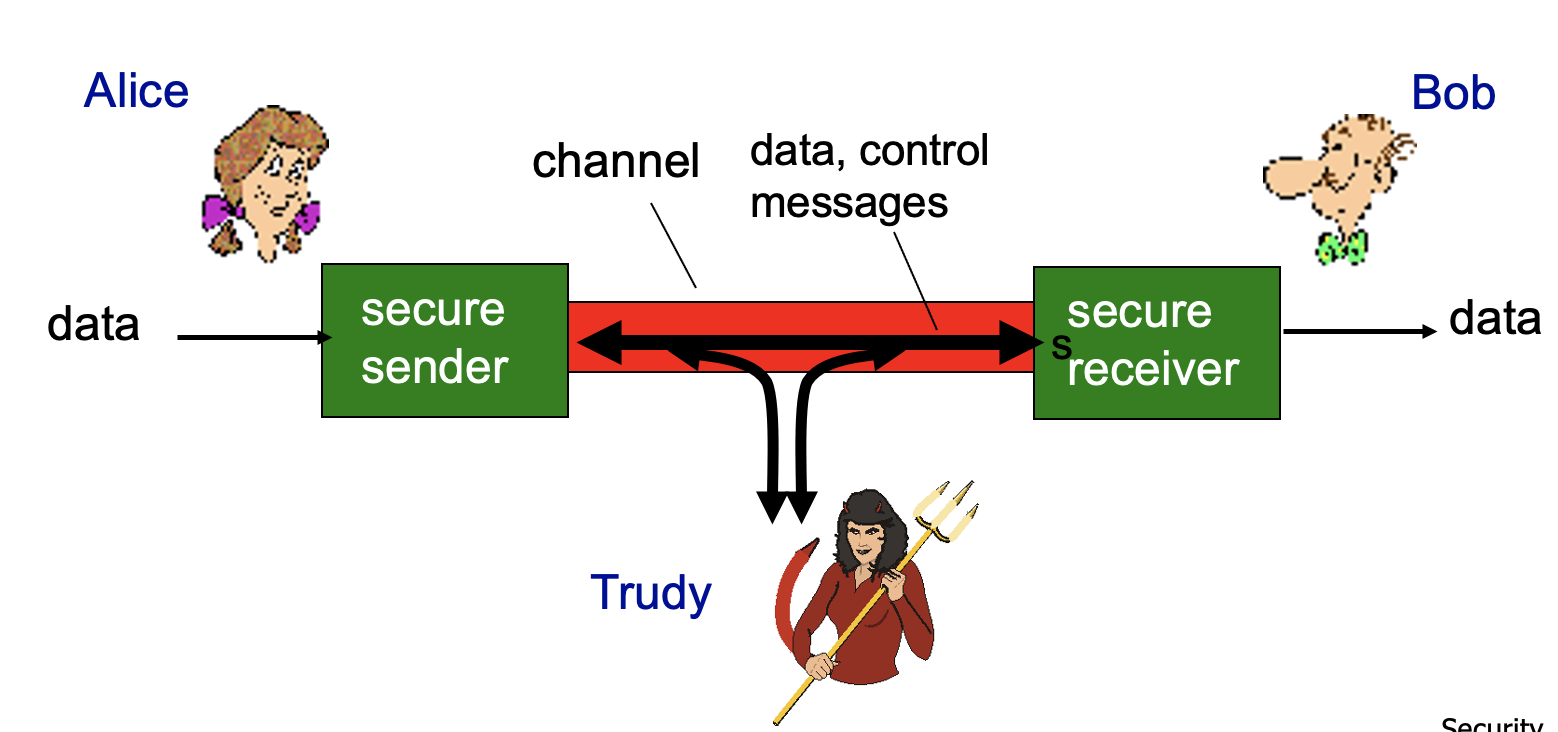 Alice
Bob
channel
data, control
messages
data
secure
sender
s
secure
receiver
data
Trudy
Security